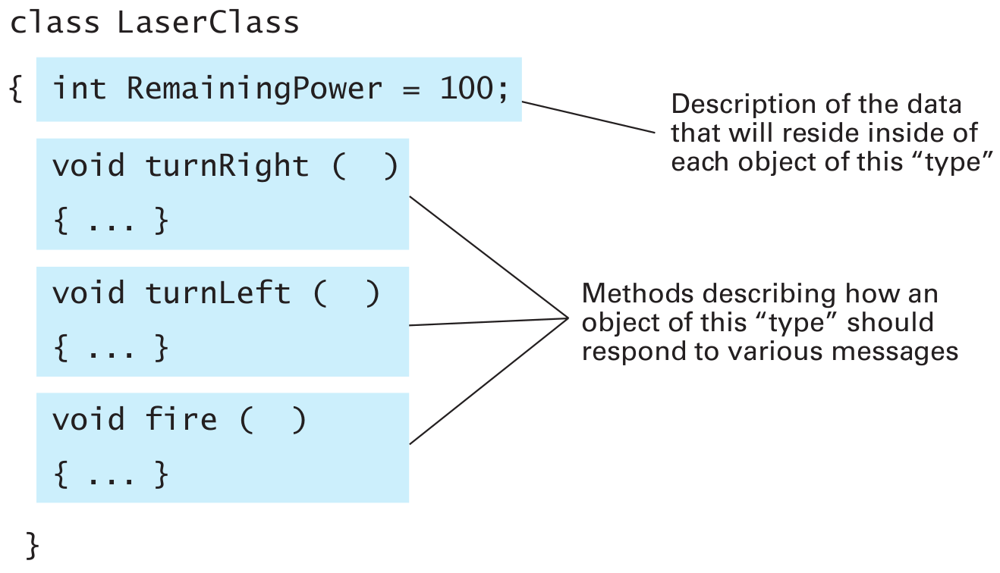 class LaserClass
{ int RemainingPower = 100;
Description of the data
that will reside inside of
each object of this “type”
void turnRight (  )
{ ... }
void turnLeft (  )
{ ... }
Methods describing how an
object of this “type” should
respond to various messages
void fire (  )
{ ... }
}